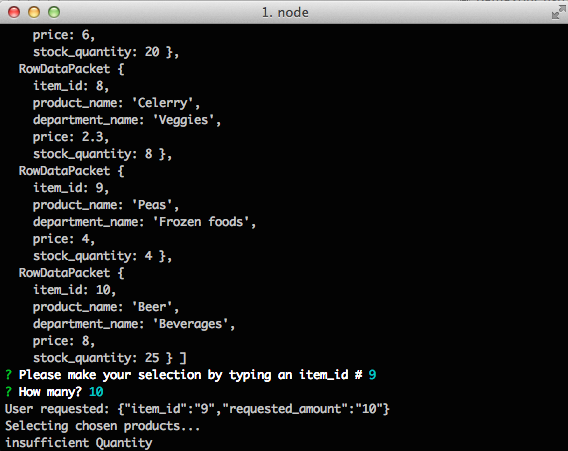 1. node
price: 6,
stock_quantity: 20 },
RowDataPacket {
item_id: 8,
product_name: 'Celerry',
department_name: 'Veggies',
price: 2.3,
stock_quantity: 8 },
RowDataPacket {
item_id: 9,
product_name: 'Peas',
department_name: 'Frozen foods',
price: 4,
stock_quantity: 4 },
RowDataPacket {
item_id: 10,
product_name: 'Beer',
department_name: 'Beverages',
price: 8,
stock_quantity: 25 } ]
? Please make your selection by typing an item_id # 9
? How many? 10
User requested: {"item_id":"9","requested_amount":"10"}
Selecting chosen products...
insufficient Quantity